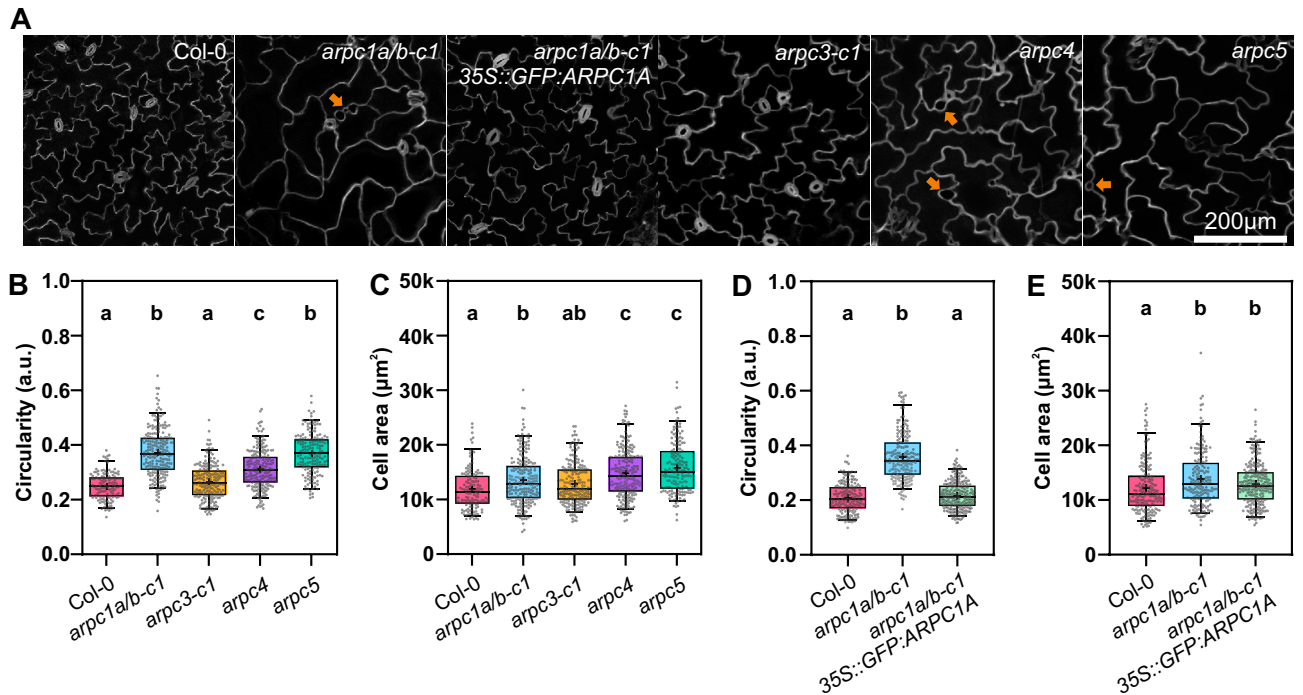 A
Col-0
arpc1a/b-c1
arpc1a/b-c1
35S::GFP:ARPC1A
arpc3-c1
arpc4
arpc5
200µm
B
Circularity (a.u.)
1.0
0.8
0.6
0.4
0.2
0.0
a b a c b
Col-0
arpc1a/b-c1
arpc3-c1
arpc4
arpc5
C
Cell area (µm²)
50k
40k
30k
20k
10k
0
a b ab c c
Col-0
arpc1a/b-c1
arpc3-c1
arpc4
arpc5
D
Circularity (a.u.)
1.0
0.8
0.6
0.4
0.2
0.0
a b a
Col-0
arpc1a/b-c1
arpc1a/b-c1
35S::GFP:ARPC1A
E
Cell area (µm²)
50k
40k
30k
20k
10k
0
a b b
Col-0
arpc1a/b-c1
arpc1a/b-c1
35S::GFP:ARPC1A